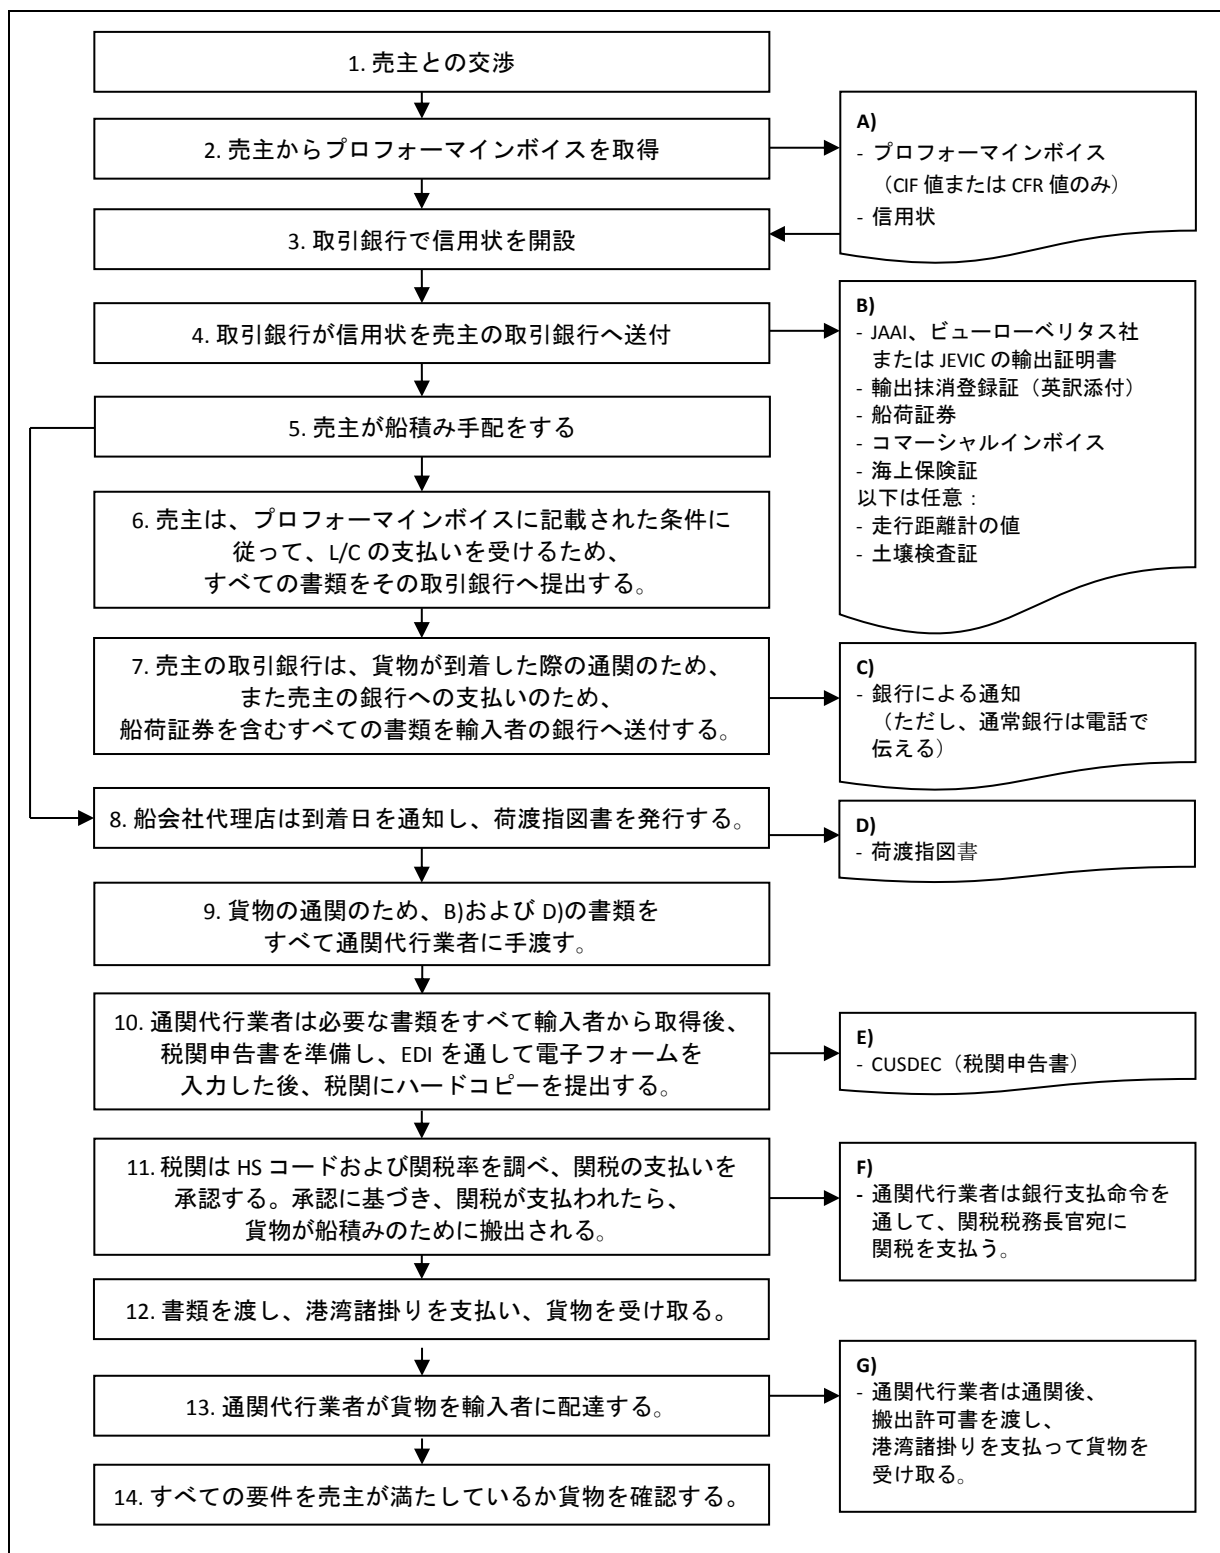 1. 売主との交渉
2. 売主からプロフォーマインボイスを取得
A)
- プロフォーマインボイス
（CIF 値または CFR 値のみ）
- 信用状
3. 取引銀行で信用状を開設
4. 取引銀行が信用状を売主の取引銀行へ送付
B)
- JAAI、ビューローベリタス社
または JEVIC の輸出証明書
- 輸出抹消登録証（英訳添付）
- 船荷証券
- コマーシャルインボイス
- 海上保険証
以下は任意：
- 走行距離計の値
- 土壌検査証
5. 売主が船積み手配をする
6. 売主は、プロフォーマインボイスに記載された条件に
従って、L/C の支払いを受けるため、
すべての書類をその取引銀行へ提出する。
7. 売主の取引銀行は、貨物が到着した際の通関のため、
また売主の銀行への支払いのため、
船荷証券を含むすべての書類を輸入者の銀行へ送付する。
C)
- 銀行による通知
（ただし、通常銀行は電話で
伝える）
8. 船会社代理店は到着日を通知し、荷渡指図書を発行する。
D)
- 荷渡指図書
9. 貨物の通関のため、B)および D)の書類を
すべて通関代行業者に手渡す。
10. 通関代行業者は必要な書類をすべて輸入者から取得後、
税関申告書を準備し、EDI を通して電子フォームを
入力した後、税関にハードコピーを提出する。
E)
- CUSDEC（税関申告書）
11. 税関は HS コードおよび関税率を調べ、関税の支払いを
承認する。承認に基づき、関税が支払われたら、
貨物が船積みのために搬出される。
F)
- 通関代行業者は銀行支払命令を
通して、関税税務長官宛に
関税を支払う。
12. 書類を渡し、港湾諸掛りを支払い、貨物を受け取る。
13. 通関代行業者が貨物を輸入者に配達する。
G)
- 通関代行業者は通関後、
搬出許可書を渡し、
港湾諸掛りを支払って貨物を
受け取る。
14. すべての要件を売主が満たしているか貨物を確認する。